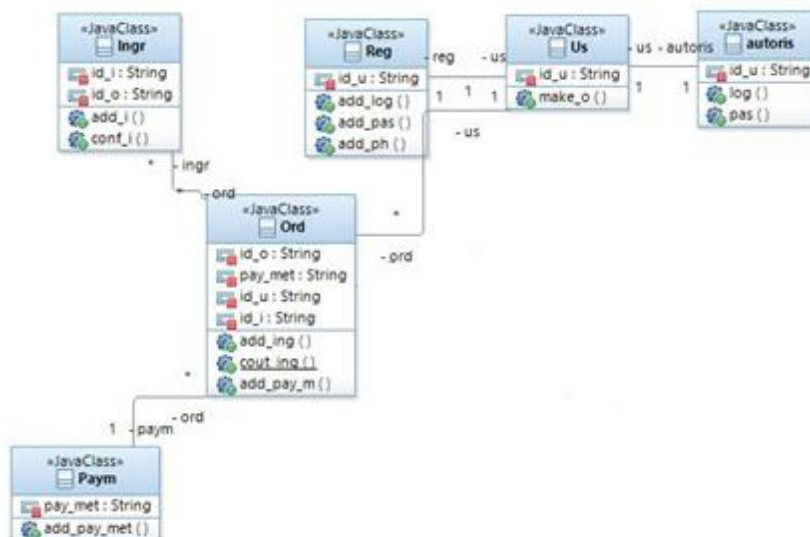 «JavaClass»
Ingr
id_i : String
id_o : String
add_i ()
conf_i ()
«JavaClass»
Reg
id_u : String
add_log ()
add_pas ()
add_ph ()
- reg
- us
1
1
1
«JavaClass»
Us
id_u : String
make_o ()
- us
- autoris
1
1
«JavaClass»
autoris
id_u : String
log ()
pas ()
- us
*
- ingr
*
- ord
*
- ord
«JavaClass»
Ord
id_o : String
pay_met : String
id_u : String
id_i : String
add_ing ()
cout_ing ()
add_pay_m ()
*
- ord
1
- paym
«JavaClass»
Paym
pay_met : String
add_pay_met ()